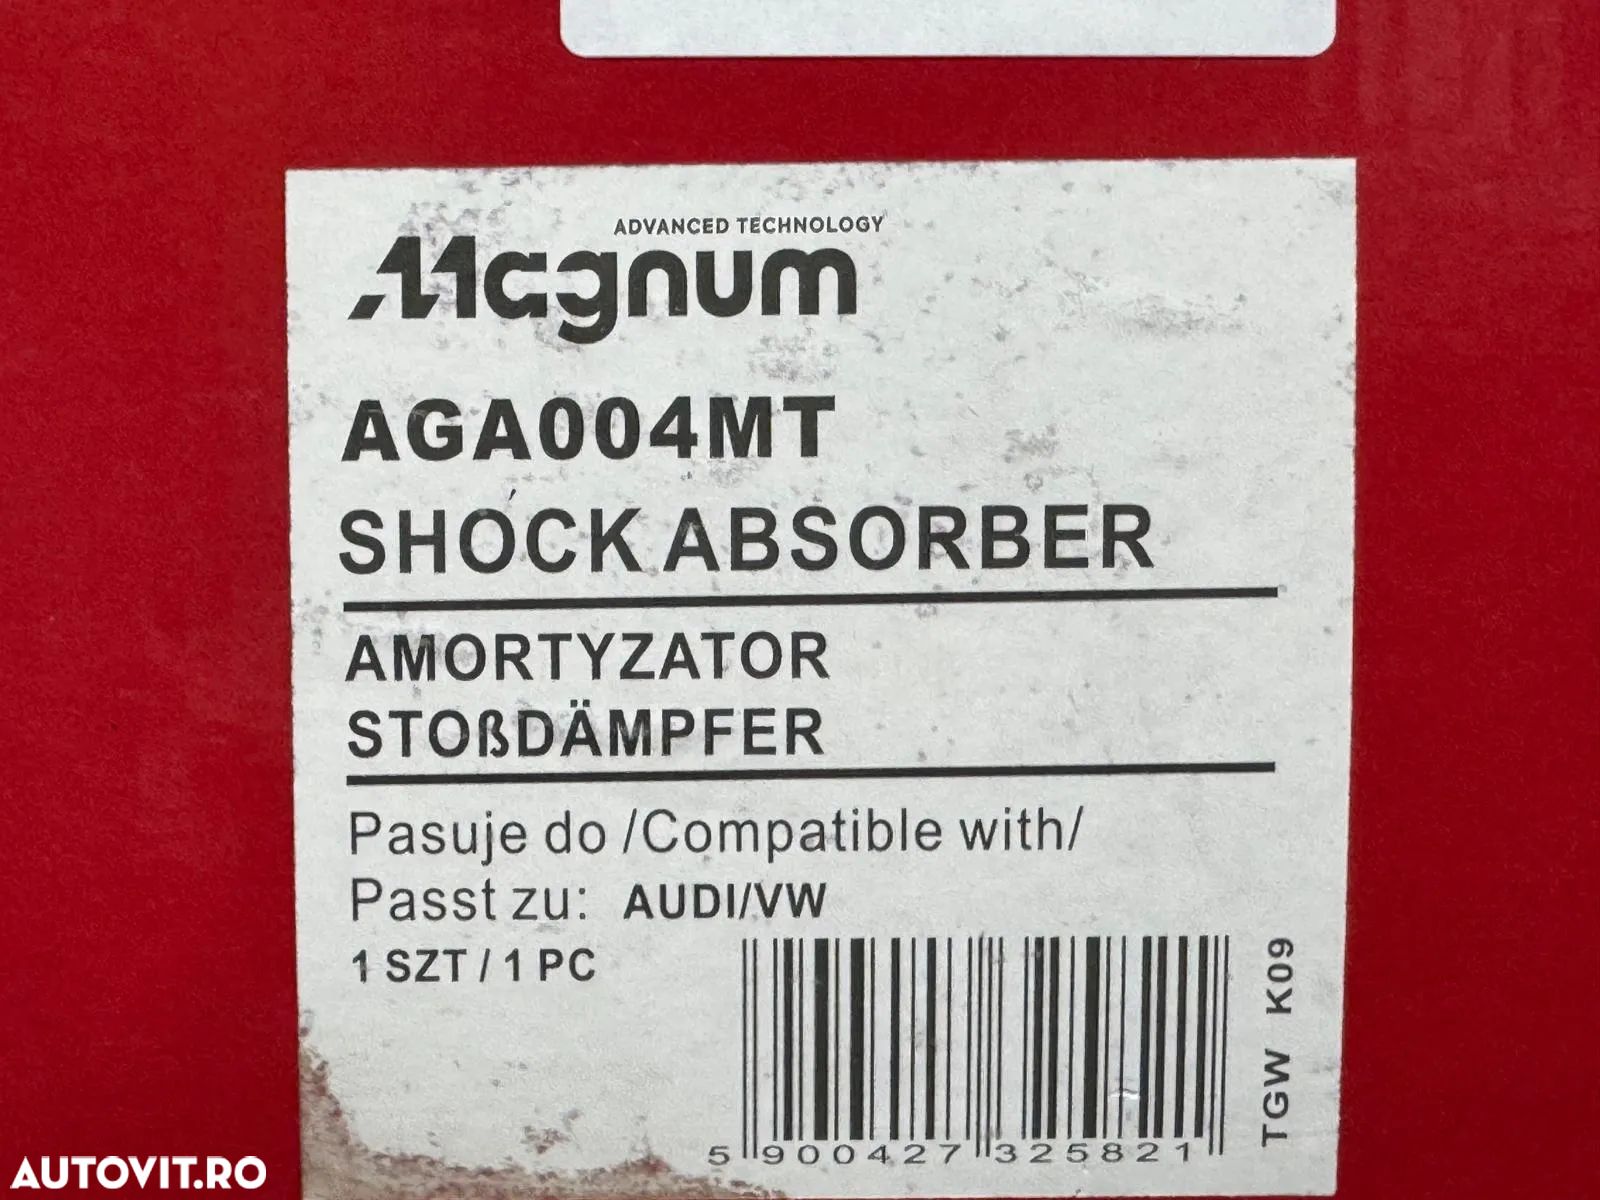 ADVANCED TECHNOLOGY
Magnum
AGA004MT
SHOCK ABSORBER
AMORTYZATOR
STOßDÄMPFER
Pasuje do /Compatible with/
Passt zu: AUDI/VW
1 SZT / 1 PC
5 900427 325821
TGW K09
AUTOVIT.RO